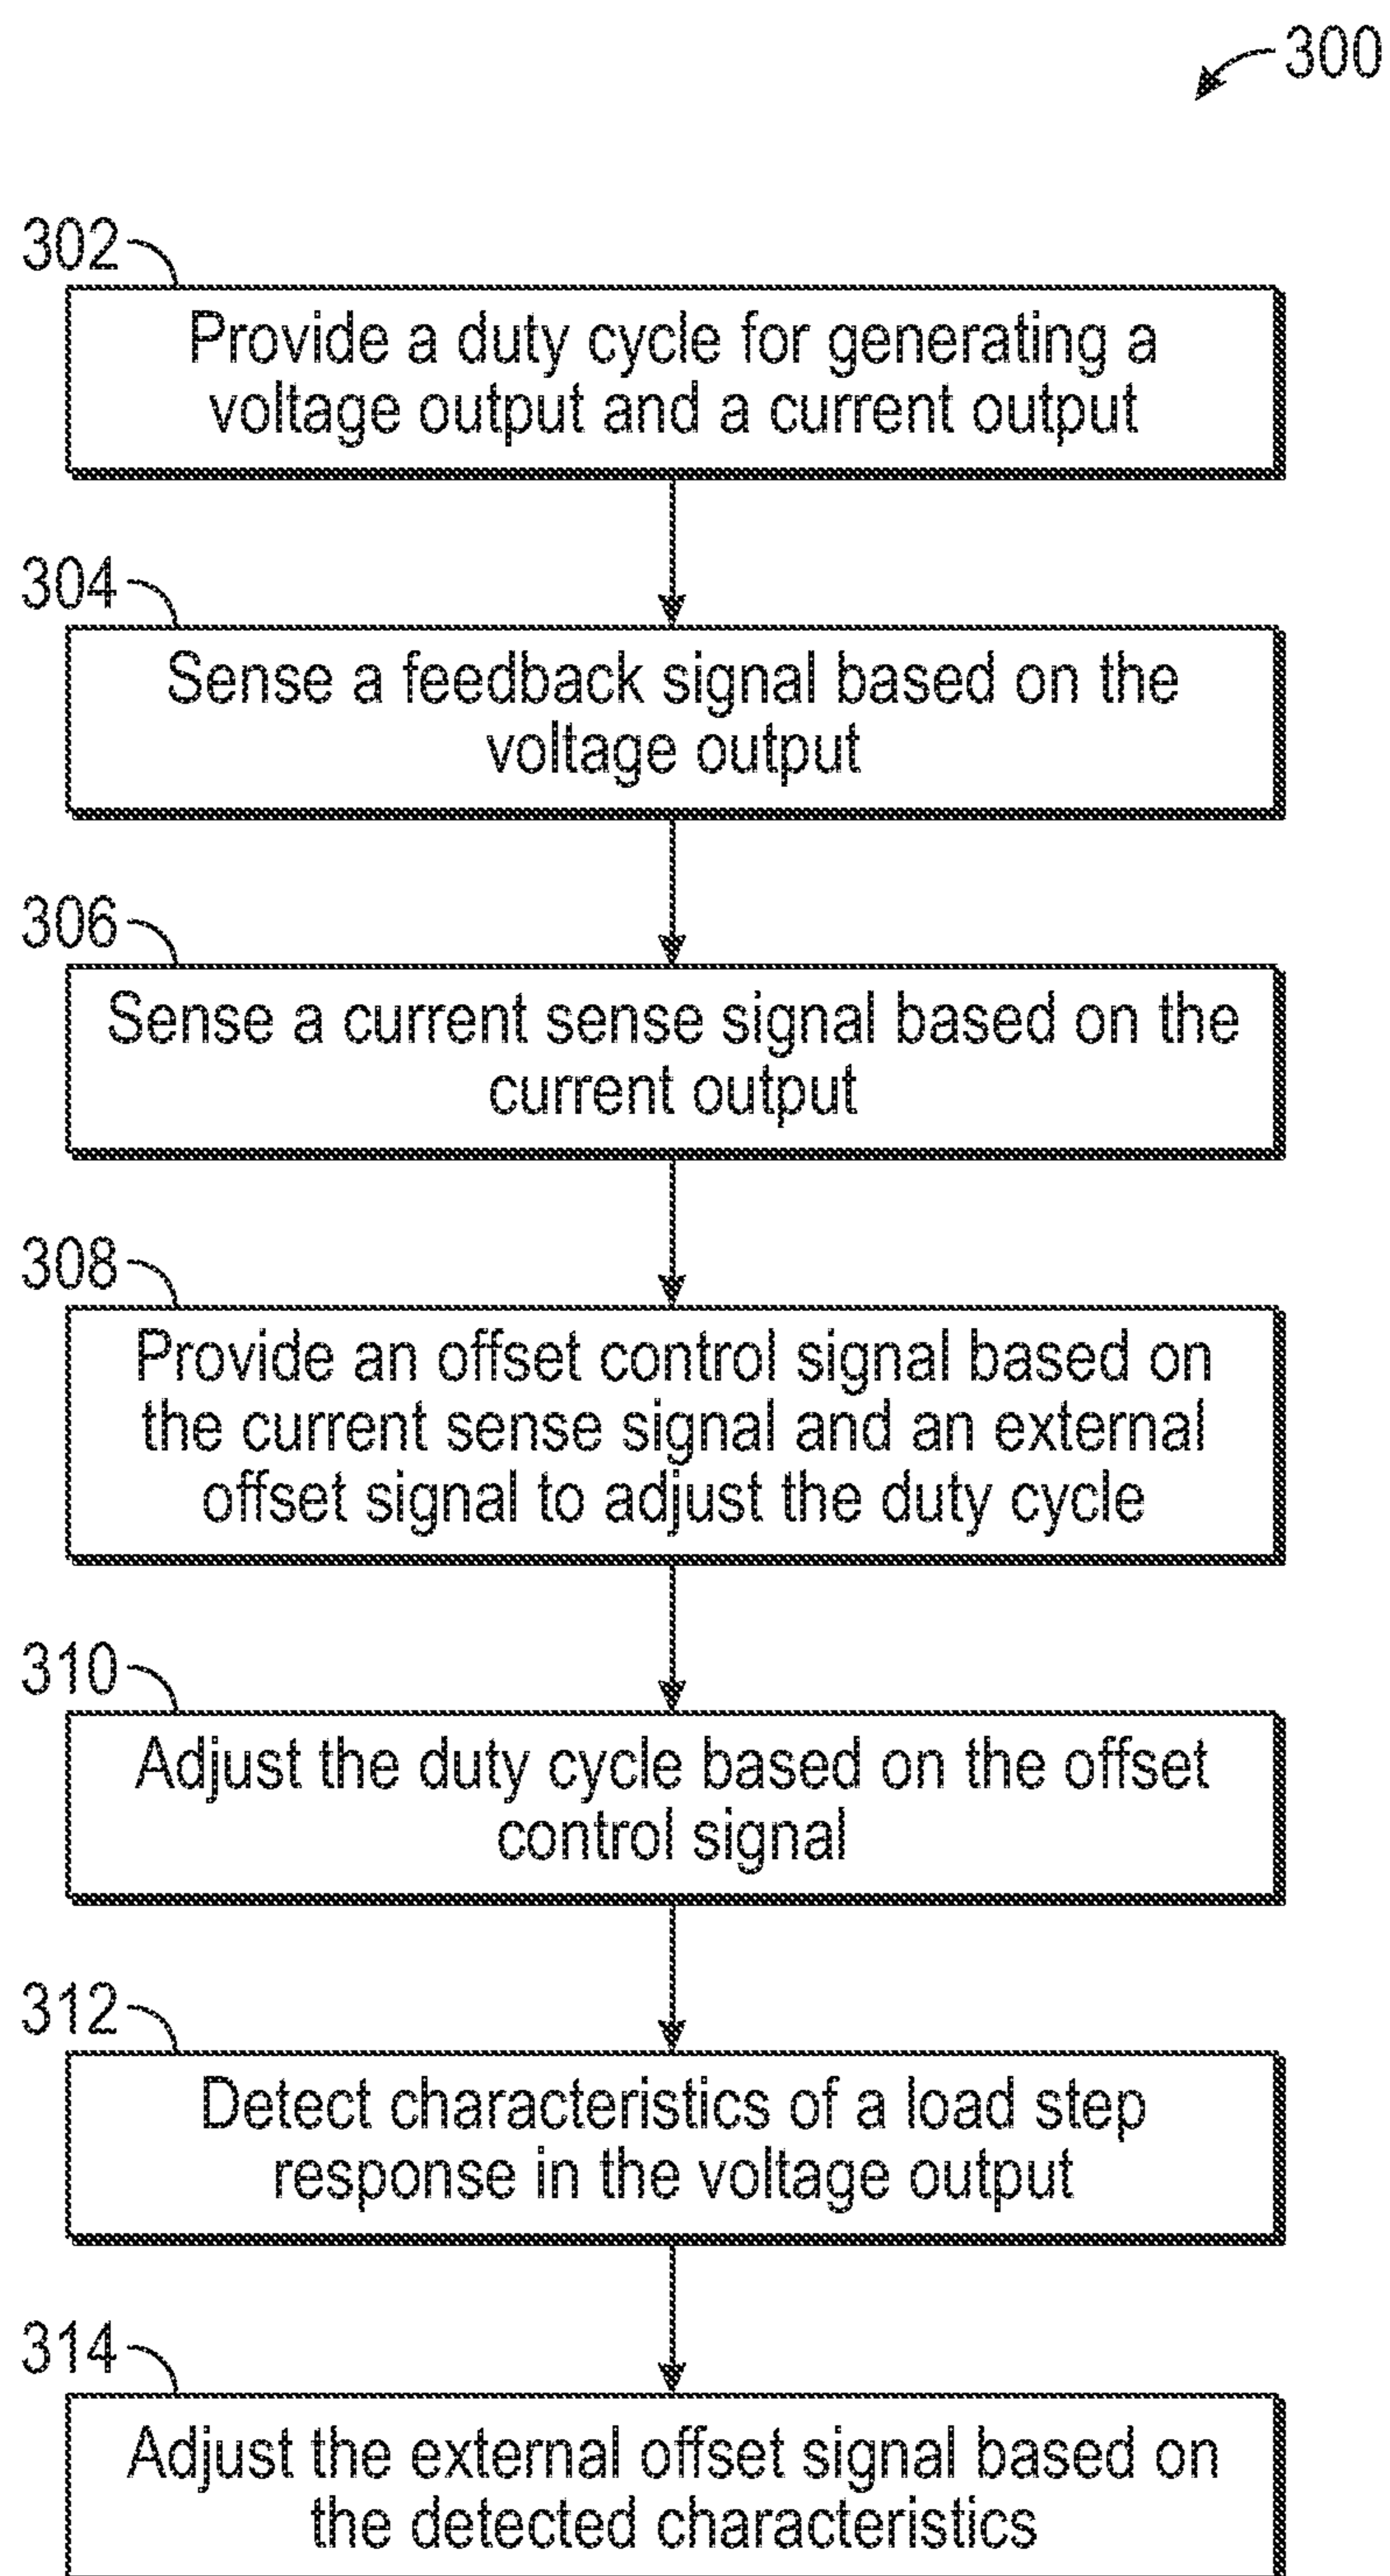 300
302
Provide a duty cycle for generating a
voltage output and a current output
304
Sense a feedback signal based on the
voltage output
306
Sense a current sense signal based on the
current output
308
Provide an offset control signal based on
the current sense signal and an external
offset signal to adjust the duty cycle
310
Adjust the duty cycle based on the offset
control signal
312
Detect characteristics of a load step
response in the voltage output
314
Adjust the external offset signal based on
the detected characteristics